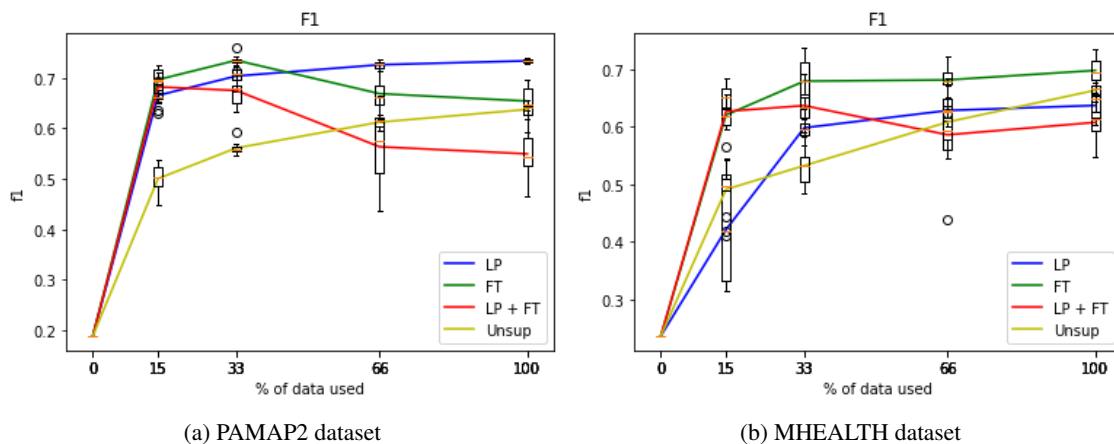 F1
0.7
0.6
0.5
0.4
0.3
0.2
f1
LP
FT
LP + FT
Unsup
0 15 33 66 100
% of data used
(a) PAMAP2 dataset
F1
0.7
0.6
0.5
0.4
0.3
f1
LP
FT
LP + FT
Unsup
0 15 33 66 100
% of data used
(b) MHEALTH dataset